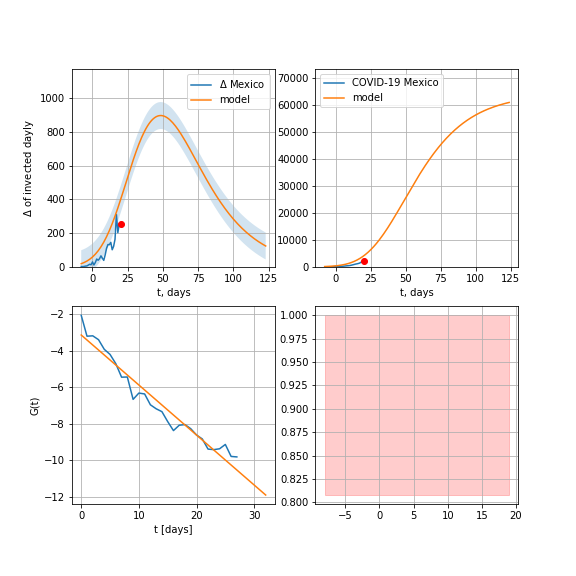 Δ Mexico
model
Δ of invected dayly
1000
800
600
400
200
0
0 25 50 75 100 125
t, days
COVID-19 Mexico
model
70000
60000
50000
40000
30000
20000
10000
0
0 25 50 75 100 125
t, days
G(t)
−2
−4
−6
−8
−10
−12
0 10 20 30
t [days]
1.000
0.975
0.950
0.925
0.900
0.875
0.850
0.825
0.800
−5 0 5 10 15 20